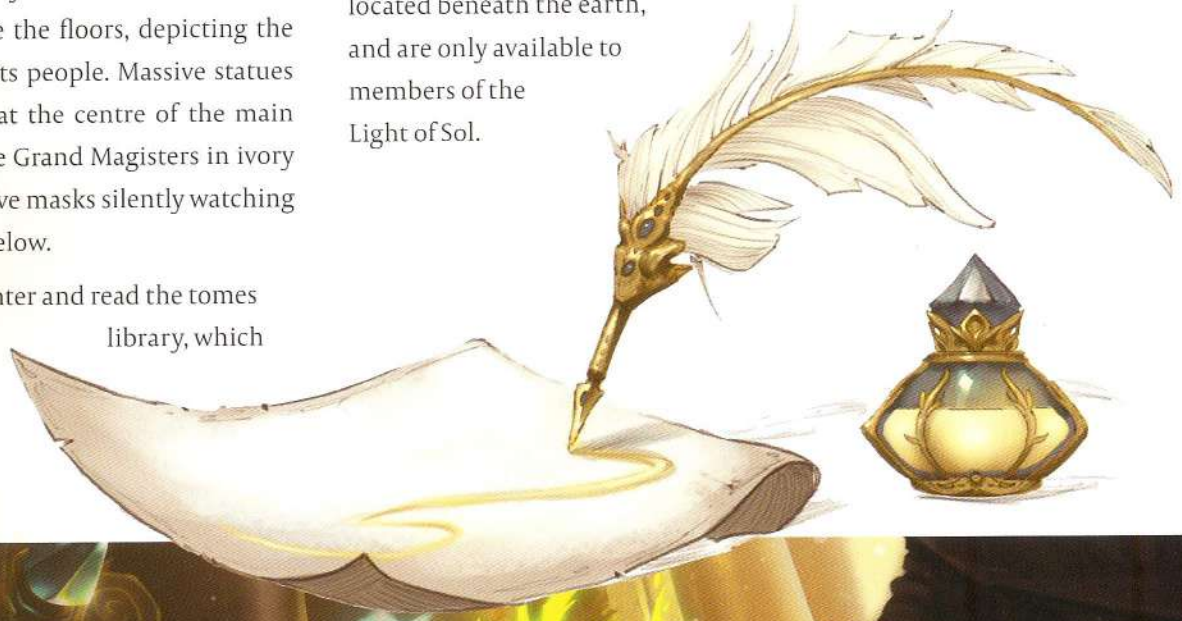 e the floors, depicting the
ts people. Massive statues
at the centre of the main
e Grand Magisters in ivory
ve masks silently watching
elow.
nter and read the tomes
library, which
located beneath the earth,
and are only available to
members of the
Light of Sol.